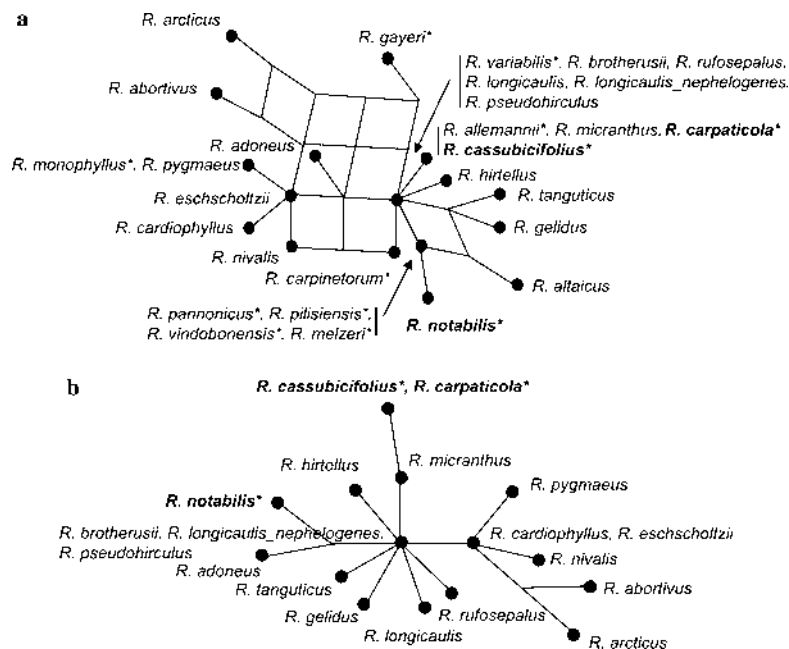 a
R. arcticus
R. gayeri*
R. variabilis*, R. brotherusii, R. rufosepalus.
R. longicaulis, R. longicaulis_nephelogenes.
R. pseudohirculus
R. abortivus
R. allemannii*, R. micranthus, R. carpaticola*
R. cassubicifolius*
R. adoneus
R. monophyllus*, R. pygmaeus
R. hirtellus
R. tanguticus
R. eschscholtzii
R. gelidus
R. cardiophyllus
R. nivalis
R. carpinetorum*
R. altaicus
R. pannonicus*, R. pilisiensis*,
R. vindobonensis*, R. melzeri*
R. notabilis*
b
R. cassubicifolius*, R. carpaticola*
R. hirtellus
R. micranthus
R. pygmaeus
R. notabilis*
R. brotherusii, R. longicaulis_nephelogenes.
R. pseudohirculus
R. cardiophyllus, R. eschscholtzii
R. nivalis
R. adoneus
R. tanguticus
R. abortivus
R. gelidus
R. rufosepalus
R. longicaulis
R. arcticus